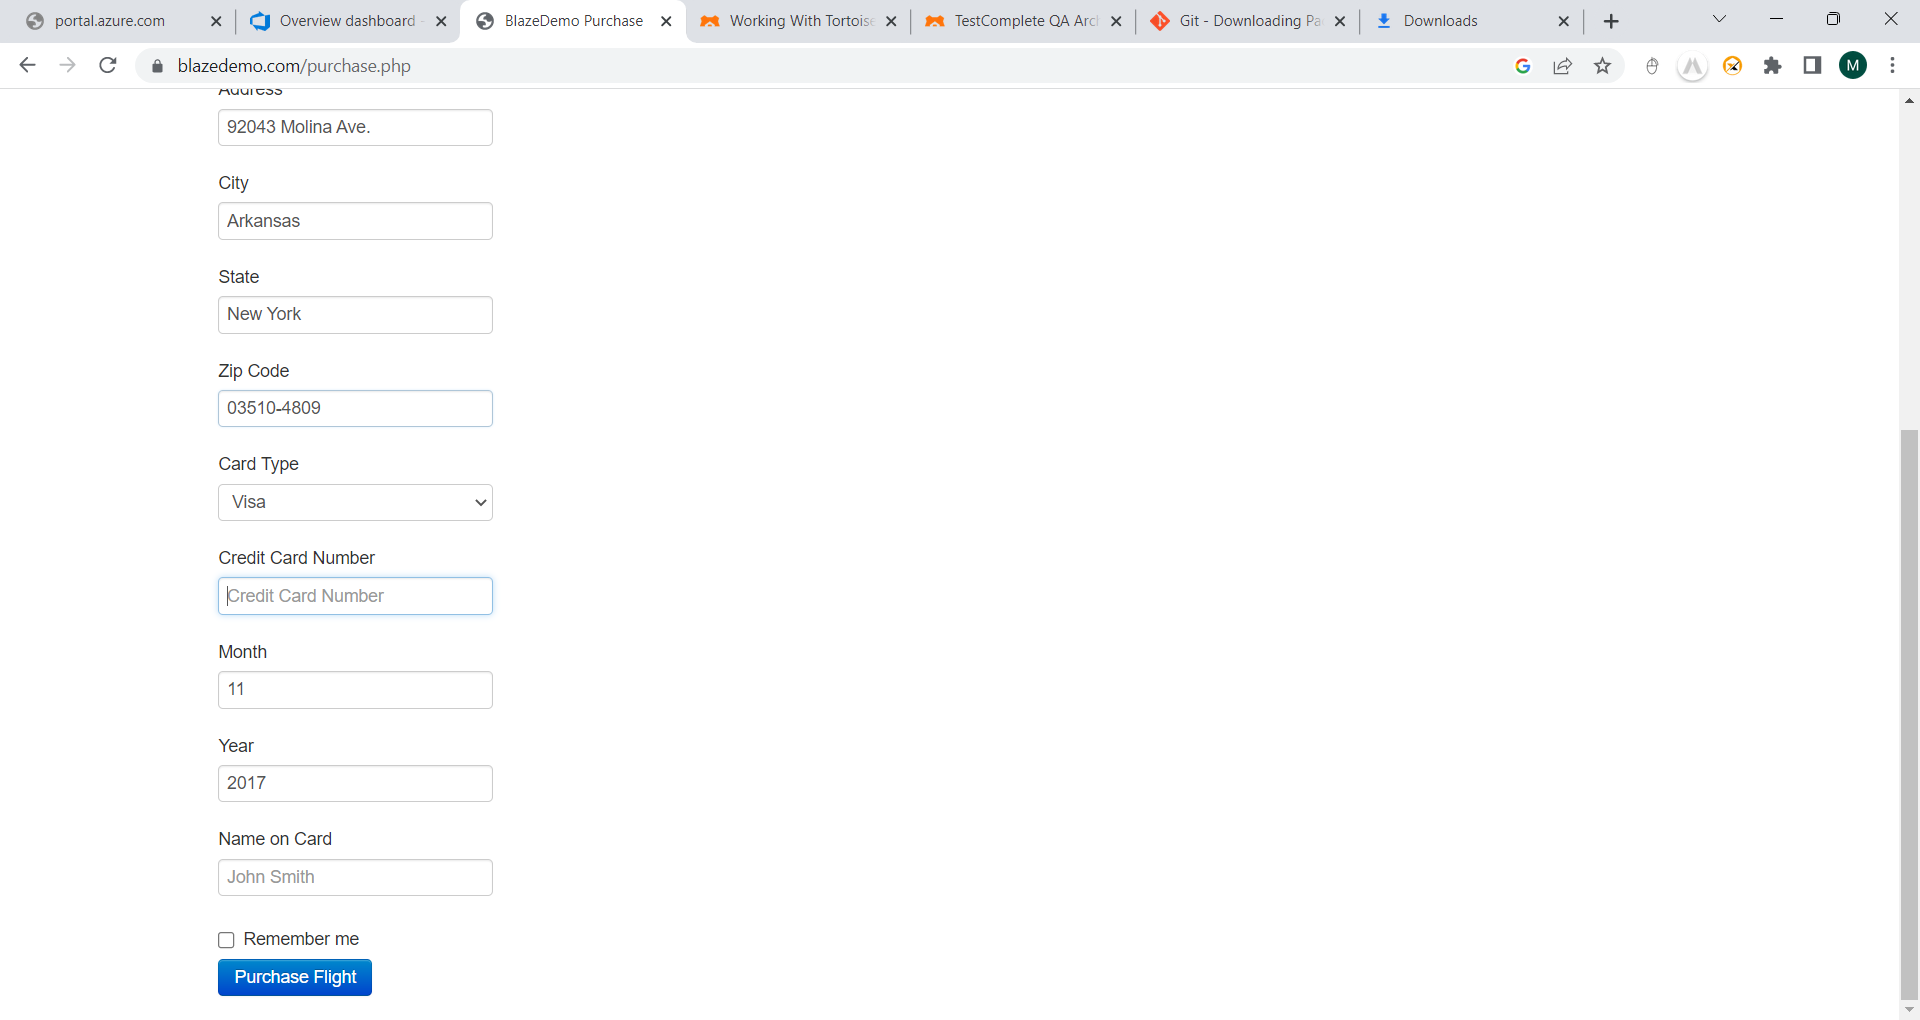 portal.azure.com
Overview dashboard
BlazeDemo Purchase
Working With Tortoise
TestComplete QA Arc
Git - Downloading Pa
Downloads
blazedemo.com/purchase.php
M
Address
92043 Molina Ave.
City
Arkansas
State
New York
Zip Code
03510-4809
Card Type
Visa
Credit Card Number
Credit Card Number
Month
11
Year
2017
Name on Card
John Smith
Remember me
Purchase Flight